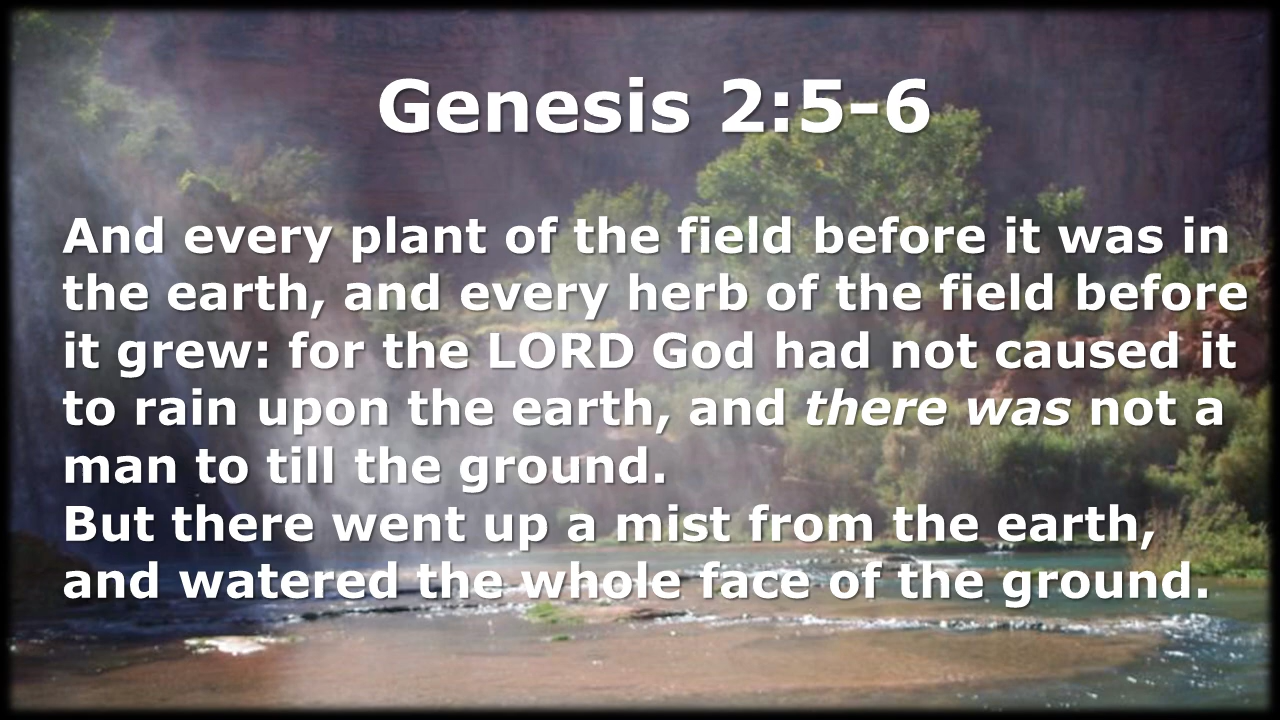 Genesis 2:5-6
And every plant of the field before it was in
the earth, and every herb of the field before
it grew: for the LORD God had not caused it
to rain upon the earth, and there was not a
man to till the ground.
But there went up a mist from the earth,
and watered the whole face of the ground.